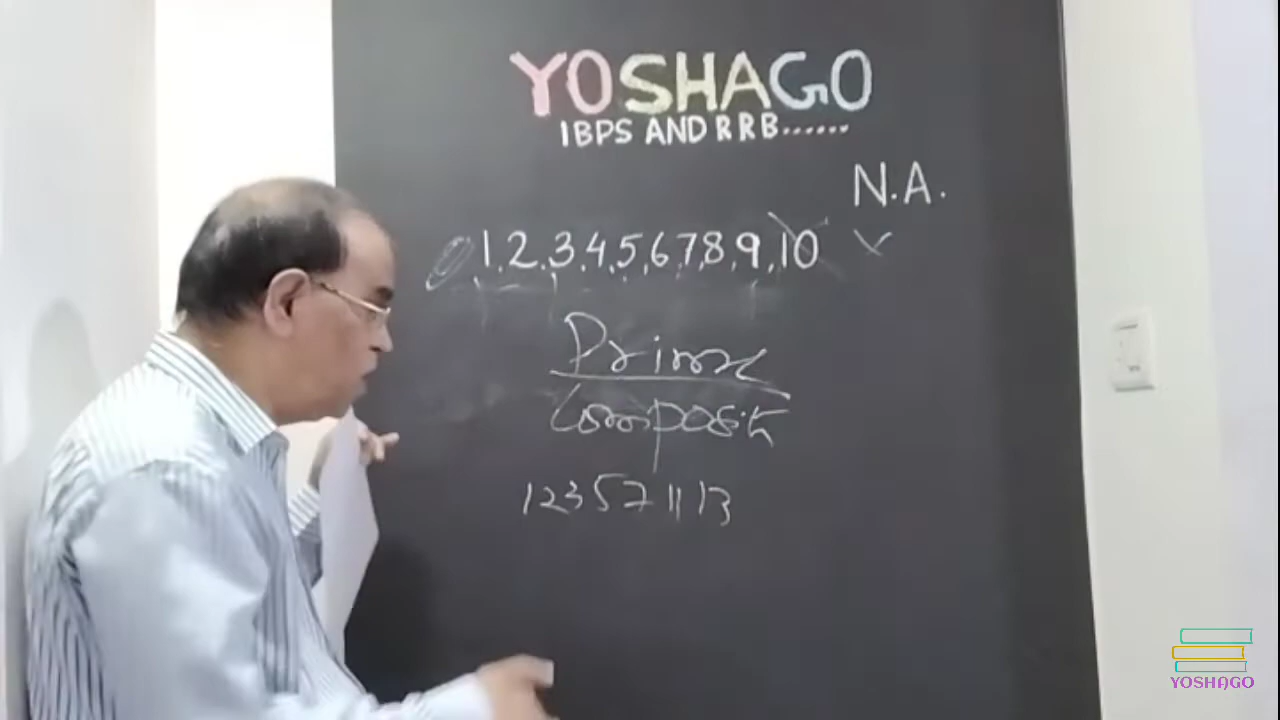 YOSHAGO
IBPS AND RRB......
N.A.
1,2,3,4,5,6,7,8,9,10
Prime
Composite
1 2 3 5 7 11 13
YOSHAGO